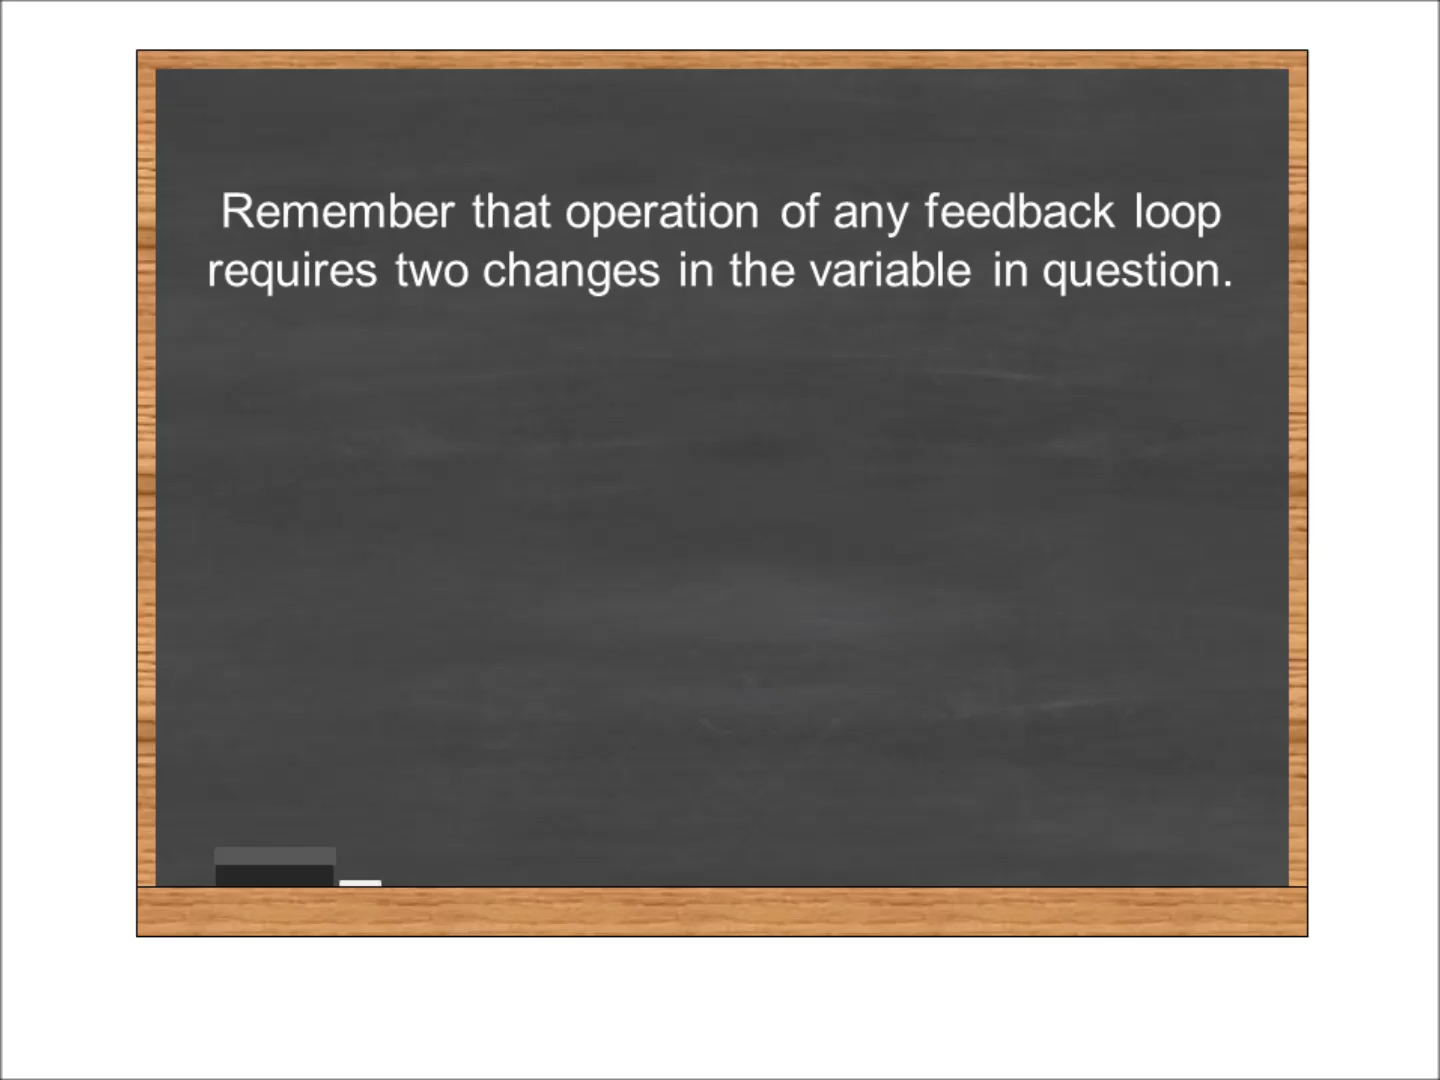 Remember that operation of any feedback loop
requires two changes in the variable in question.